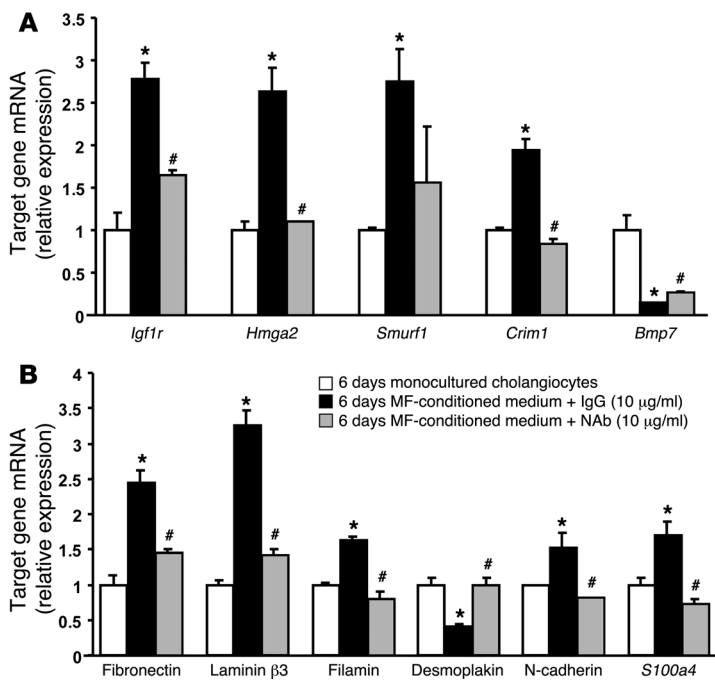 A
Target gene mRNA
(relative expression)
3.5
3
2.5
2
1.5
1
0.5
0
* # * # * * # * #
Igf1r Hmga2 Smurf1 Crim1 Bmp7
B
Target gene mRNA
(relative expression)
4
3.5
3
2.5
2
1.5
1
0.5
0
6 days monocultured cholangiocytes
6 days MF-conditioned medium + IgG (10 µg/ml)
6 days MF-conditioned medium + NAb (10 µg/ml)
* # * # * # * # * # * #
Fibronectin Laminin β3 Filamin Desmoplakin N-cadherin S100a4